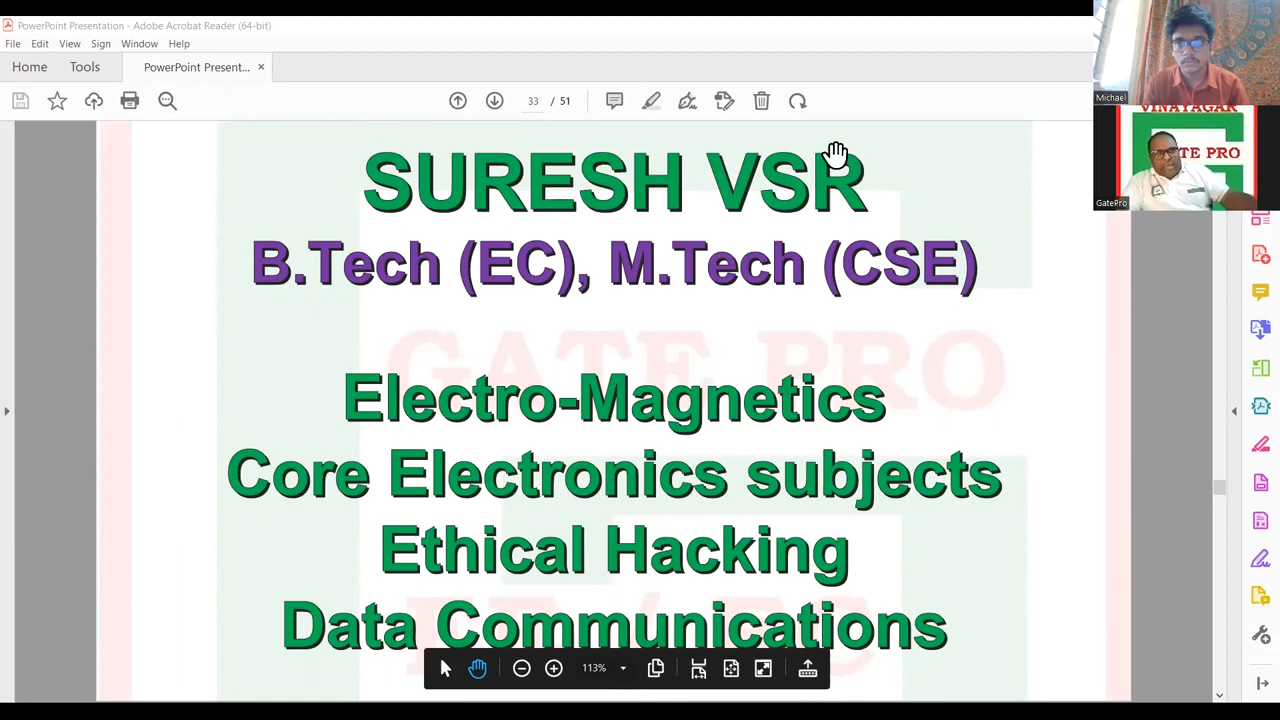 PowerPoint Presentation - Adobe Acrobat Reader (64-bit)
File Edit View Sign Window Help
Home Tools PowerPoint Present... ×
33 / 51
SURESH VSR
B.Tech (EC), M.Tech (CSE)
GATE PRO
Electro-Magnetics
Core Electronics subjects
Ethical Hacking
Data Communications
113%
Michael
VINAYAGAR
TE PRO
GatePro